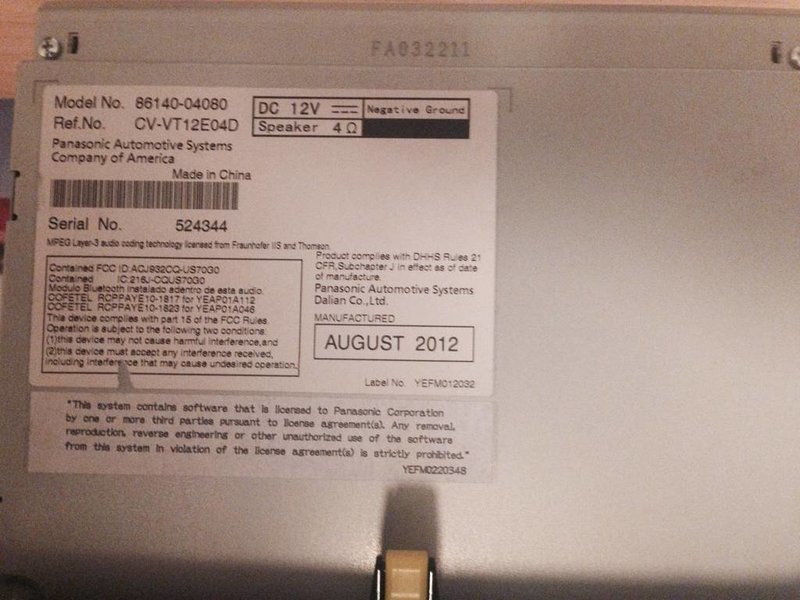 FA032211
Model No. 86140-04080
Ref.No. CV-VT12E04D
DC 12V Negative Ground
Speaker 4 Ω
Panasonic Automotive Systems
Company of America
Made in China
Serial No. 524344
MPEG Layer-3 audio coding technology licensed from Fraunhofer IIS and Thomson.
Contained FCC ID:ACJ932CQ-US70G0
Contained IC:216J-CQUS70G0
Modulo Bluetooth instalado adentro de esta audio.
COFETEL RCPPAYE10-1817 for YEAP01A112
COFETEL RCPPAYE10-1823 for YEAP01A046
This device complies with part 15 of the FCC Rules.
Operation is subject to the following two conditions:
(1)this device may not cause harmful interference,and
(2)this device must accept any interference received,
including interference that may cause undesired operation.
Product complies with DHHS Rules 21
CFR,Subchapter J in effect as of date
of manufacture.
Panasonic Automotive Systems
Dalian Co.,Ltd.
MANUFACTURED
AUGUST 2012
Label No. YEFM012032
"This system contains software that is licensed to Panasonic Corporation
by one or more third parties pursuant to license agreement(s). Any removal,
reproduction, reverse engineering or other unauthorized use of the software
from this system in violation of the license agreement(s) is strictly prohibited."
YEFM0220348